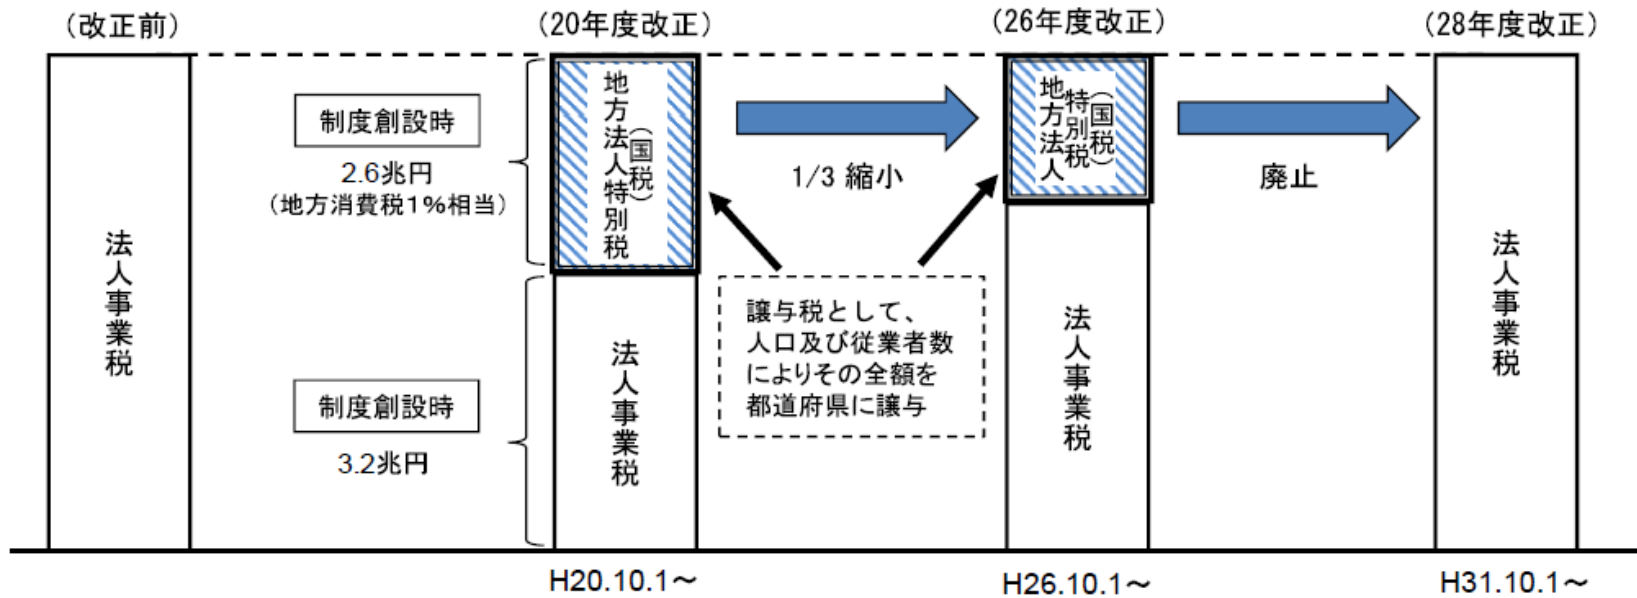 （改正前）
（20年度改正）
（26年度改正）
（28年度改正）
法人事業税
制度創設時
2.6兆円
（地方消費税1％相当）
制度創設時
3.2兆円
地方法人特別税
（国税）
法人事業税
1/3 縮小
譲与税として、
人口及び従業者数
によりその全額を
都道府県に譲与
地方法人
特別税
（国税）
法人事業税
廃止
法人事業税
H20.10.1～
H26.10.1～
H31.10.1～